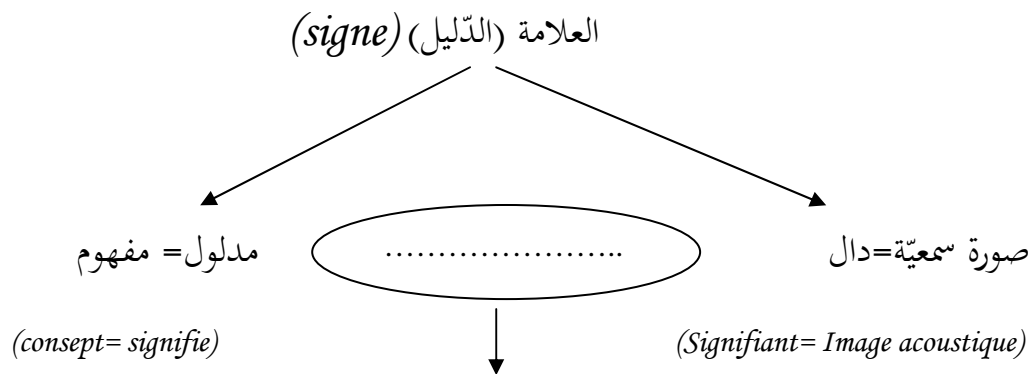 العلامة (الدّليل) (signe)
صورة سمعيّة=دال
........................
مدلول= مفهوم
(Signifiant= Image acoustique)
(consept= signifie)